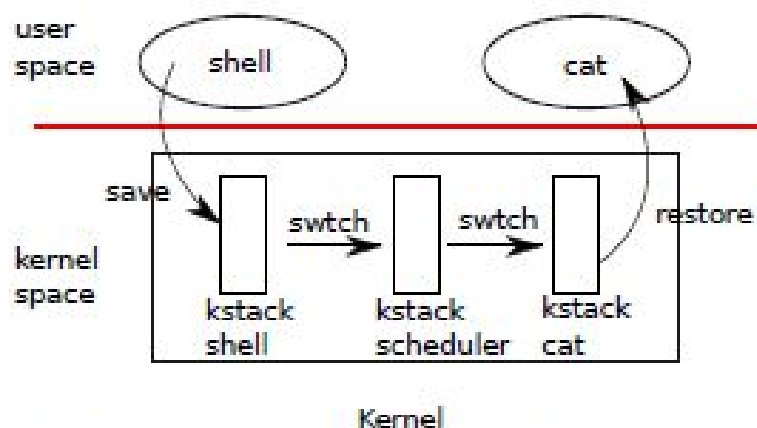 user
space
shell
cat
save
swtch
swtch
restore
kernel
space
kstack
shell
kstack
scheduler
kstack
cat
Kernel